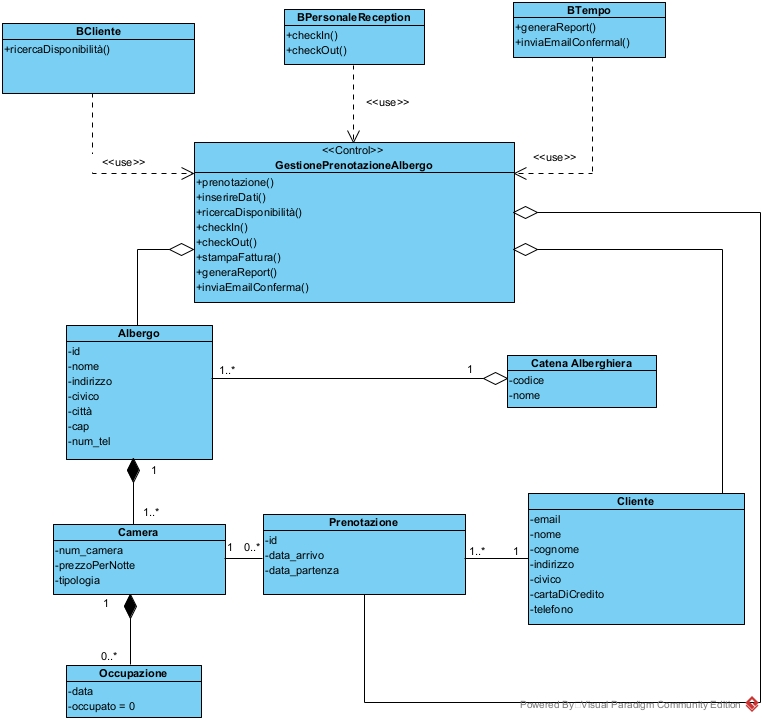 BCliente
+ricercaDisponibilità()
BPersonaleReception
+checkIn()
+checkOut()
BTempo
+generaReport()
+inviaEmailConfermal()
<<use>>
<<use>>
<<use>>
<<Control>>
GestionePrenotazioneAlbergo
+prenotazione()
+inserireDati()
+ricercaDisponibilità()
+checkIn()
+checkOut()
+stampaFattura()
+generaReport()
+inviaEmailConferma()
Albergo
-id
-nome
-indirizzo
-civico
-città
-cap
-num_tel
1..*
1
Catena Alberghiera
-codice
-nome
1
1..*
Camera
-num_camera
-prezzoPerNotte
-tipologia
1
0..*
Prenotazione
-id
-data_arrivo
-data_partenza
1..*
1
Cliente
-email
-nome
-cognome
-indirizzo
-civico
-cartaDiCredito
-telefono
1
0..*
Occupazione
-data
-occupato = 0
Powered By Visual Paradigm Community Edition